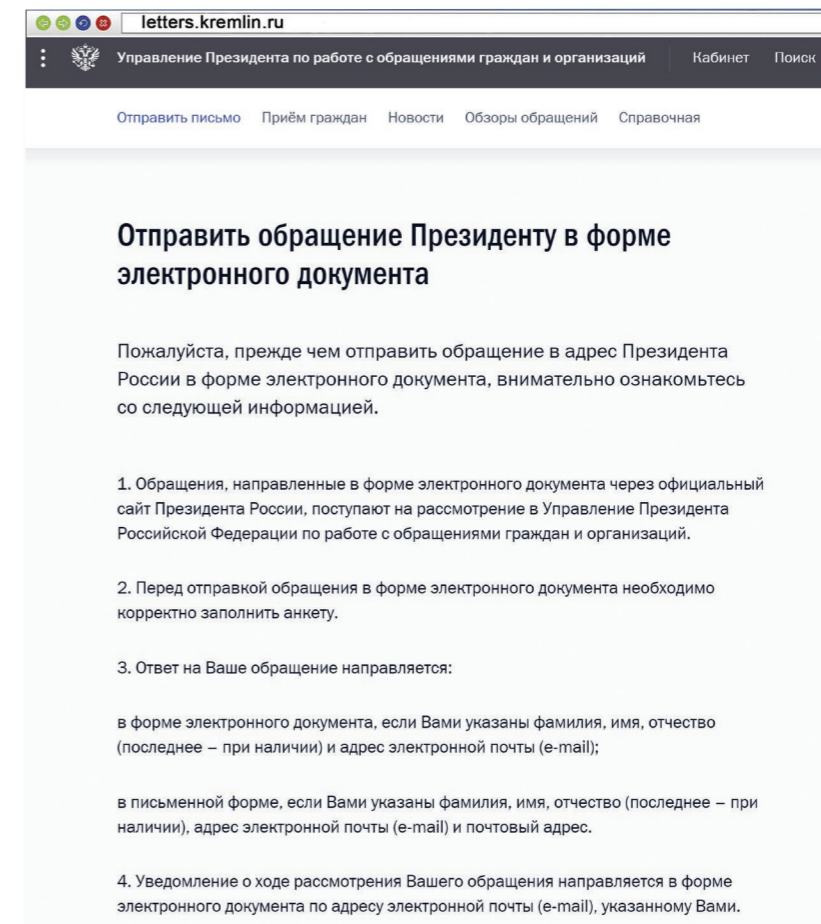 letters.kremlin.ru
Управление Президента по работе с обращениями граждан и организаций Кабинет Поиск
Отправить письмо Приём граждан Новости Обзоры обращений Справочная
Отправить обращение Президенту в форме
электронного документа
Пожалуйста, прежде чем отправить обращение в адрес Президента
России в форме электронного документа, внимательно ознакомьтесь
со следующей информацией.
1. Обращения, направленные в форме электронного документа через официальный
сайт Президента России, поступают на рассмотрение в Управление Президента
Российской Федерации по работе с обращениями граждан и организаций.
2. Перед отправкой обращения в форме электронного документа необходимо
корректно заполнить анкету.
3. Ответ на Ваше обращение направляется:
в форме электронного документа, если Вами указаны фамилия, имя, отчество
(последнее – при наличии) и адрес электронной почты (e-mail);
в письменной форме, если Вами указаны фамилия, имя, отчество (последнее – при
наличии), адрес электронной почты (e-mail) и почтовый адрес.
4. Уведомление о ходе рассмотрения Вашего обращения направляется в форме
электронного документа по адресу электронной почты (e-mail), указанному Вами.